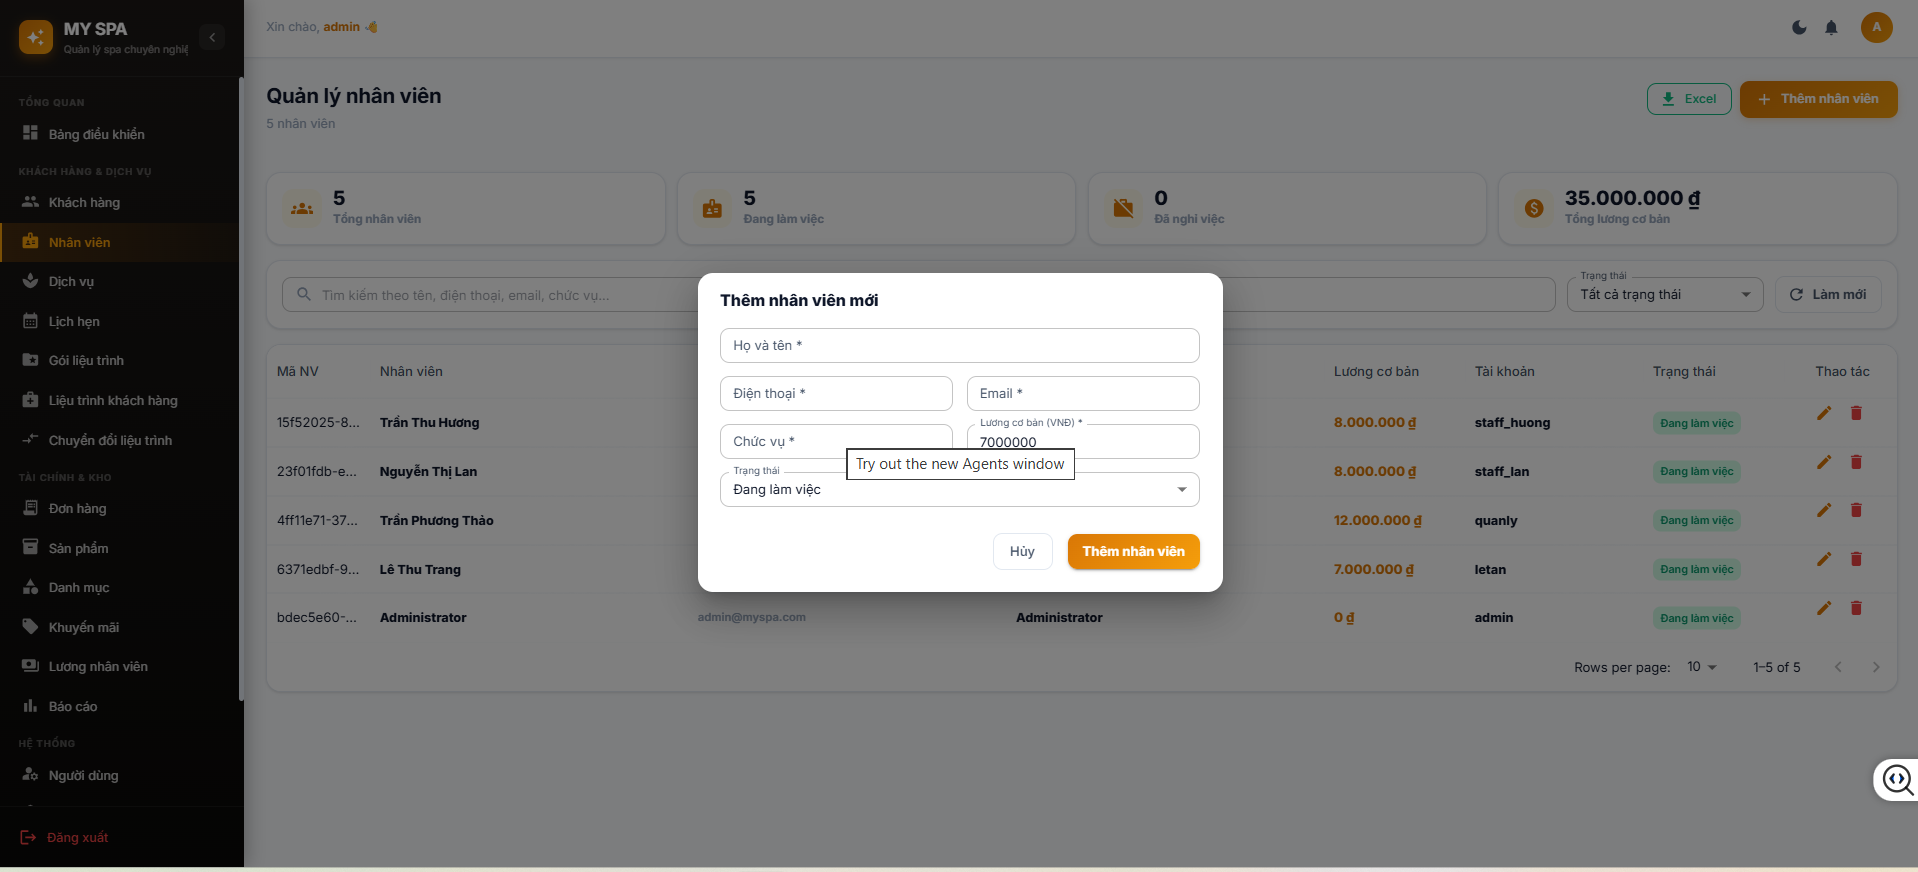 MY SPA
Quản lý spa chuyên nghiệ
TỔNG QUAN
Bảng điều khiển
KHÁCH HÀNG & DỊCH VỤ
Khách hàng
Nhân viên
Dịch vụ
Lịch hẹn
Gói liệu trình
Liệu trình khách hàng
Chuyển đổi liệu trình
TÀI CHÍNH & KHO
Đơn hàng
Sản phẩm
Danh mục
Khuyến mãi
Lương nhân viên
Báo cáo
HỆ THỐNG
Người dùng
Đăng xuất
Xin chào, admin
A
Quản lý nhân viên
5 nhân viên
Excel
Thêm nhân viên
5
Tổng nhân viên
5
Đang làm việc
0
Đã nghỉ việc
35.000.000 ₫
Tổng lương cơ bản
Tìm kiếm theo tên, điện thoại, email, chức vụ...
Trạng thái
Tất cả trạng thái
Làm mới
Mã NV Nhân viên Lương cơ bản Tài khoản Trạng thái Thao tác
15f52025-8... Trần Thu Hương 8.000.000 ₫ staff_huong Đang làm việc
23f01fdb-e... Nguyễn Thị Lan 8.000.000 ₫ staff_lan Đang làm việc
4ff11e71-37... Trần Phương Thảo 12.000.000 ₫ quanly Đang làm việc
6371edbf-9... Lê Thu Trang 7.000.000 ₫ letan Đang làm việc
bdec5e60-... Administrator admin@myspa.com Administrator 0 ₫ admin Đang làm việc
Rows per page: 10 1–5 of 5
Thêm nhân viên mới
Họ và tên *
Điện thoại * Email *
Chức vụ *
Lương cơ bản (VNĐ) *
7000000
Try out the new Agents window
Trạng thái
Đang làm việc
Hủy
Thêm nhân viên